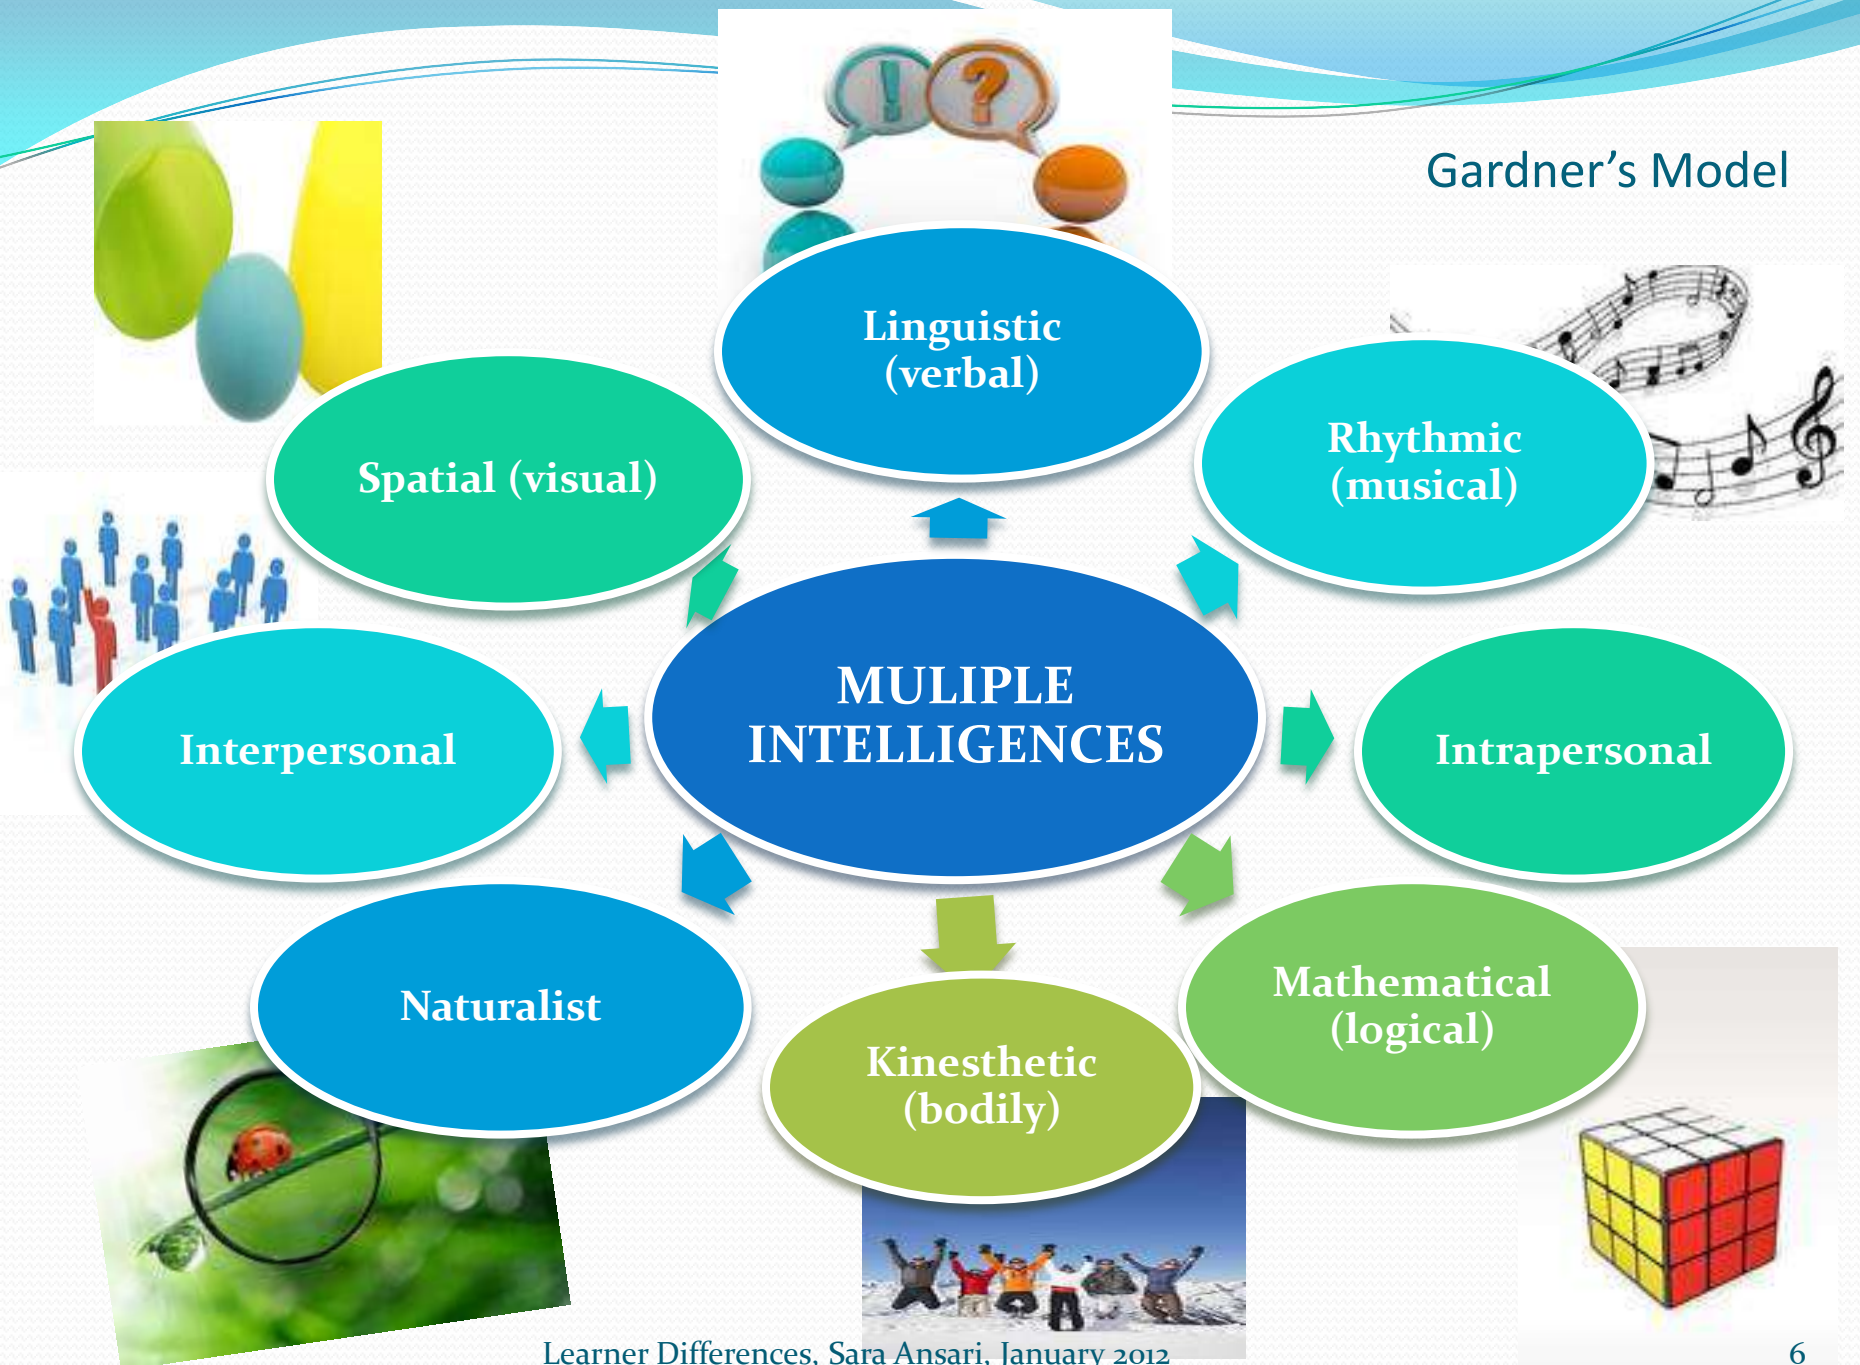 Gardner’s Model
Linguistic
(verbal)
Rhythmic
(musical)
Spatial (visual)
MULIPLE
INTELLIGENCES
Interpersonal
Intrapersonal
Naturalist
Mathematical
(logical)
Kinesthetic
(bodily)
Learner Differences, Sara Ansari, January 2012
6